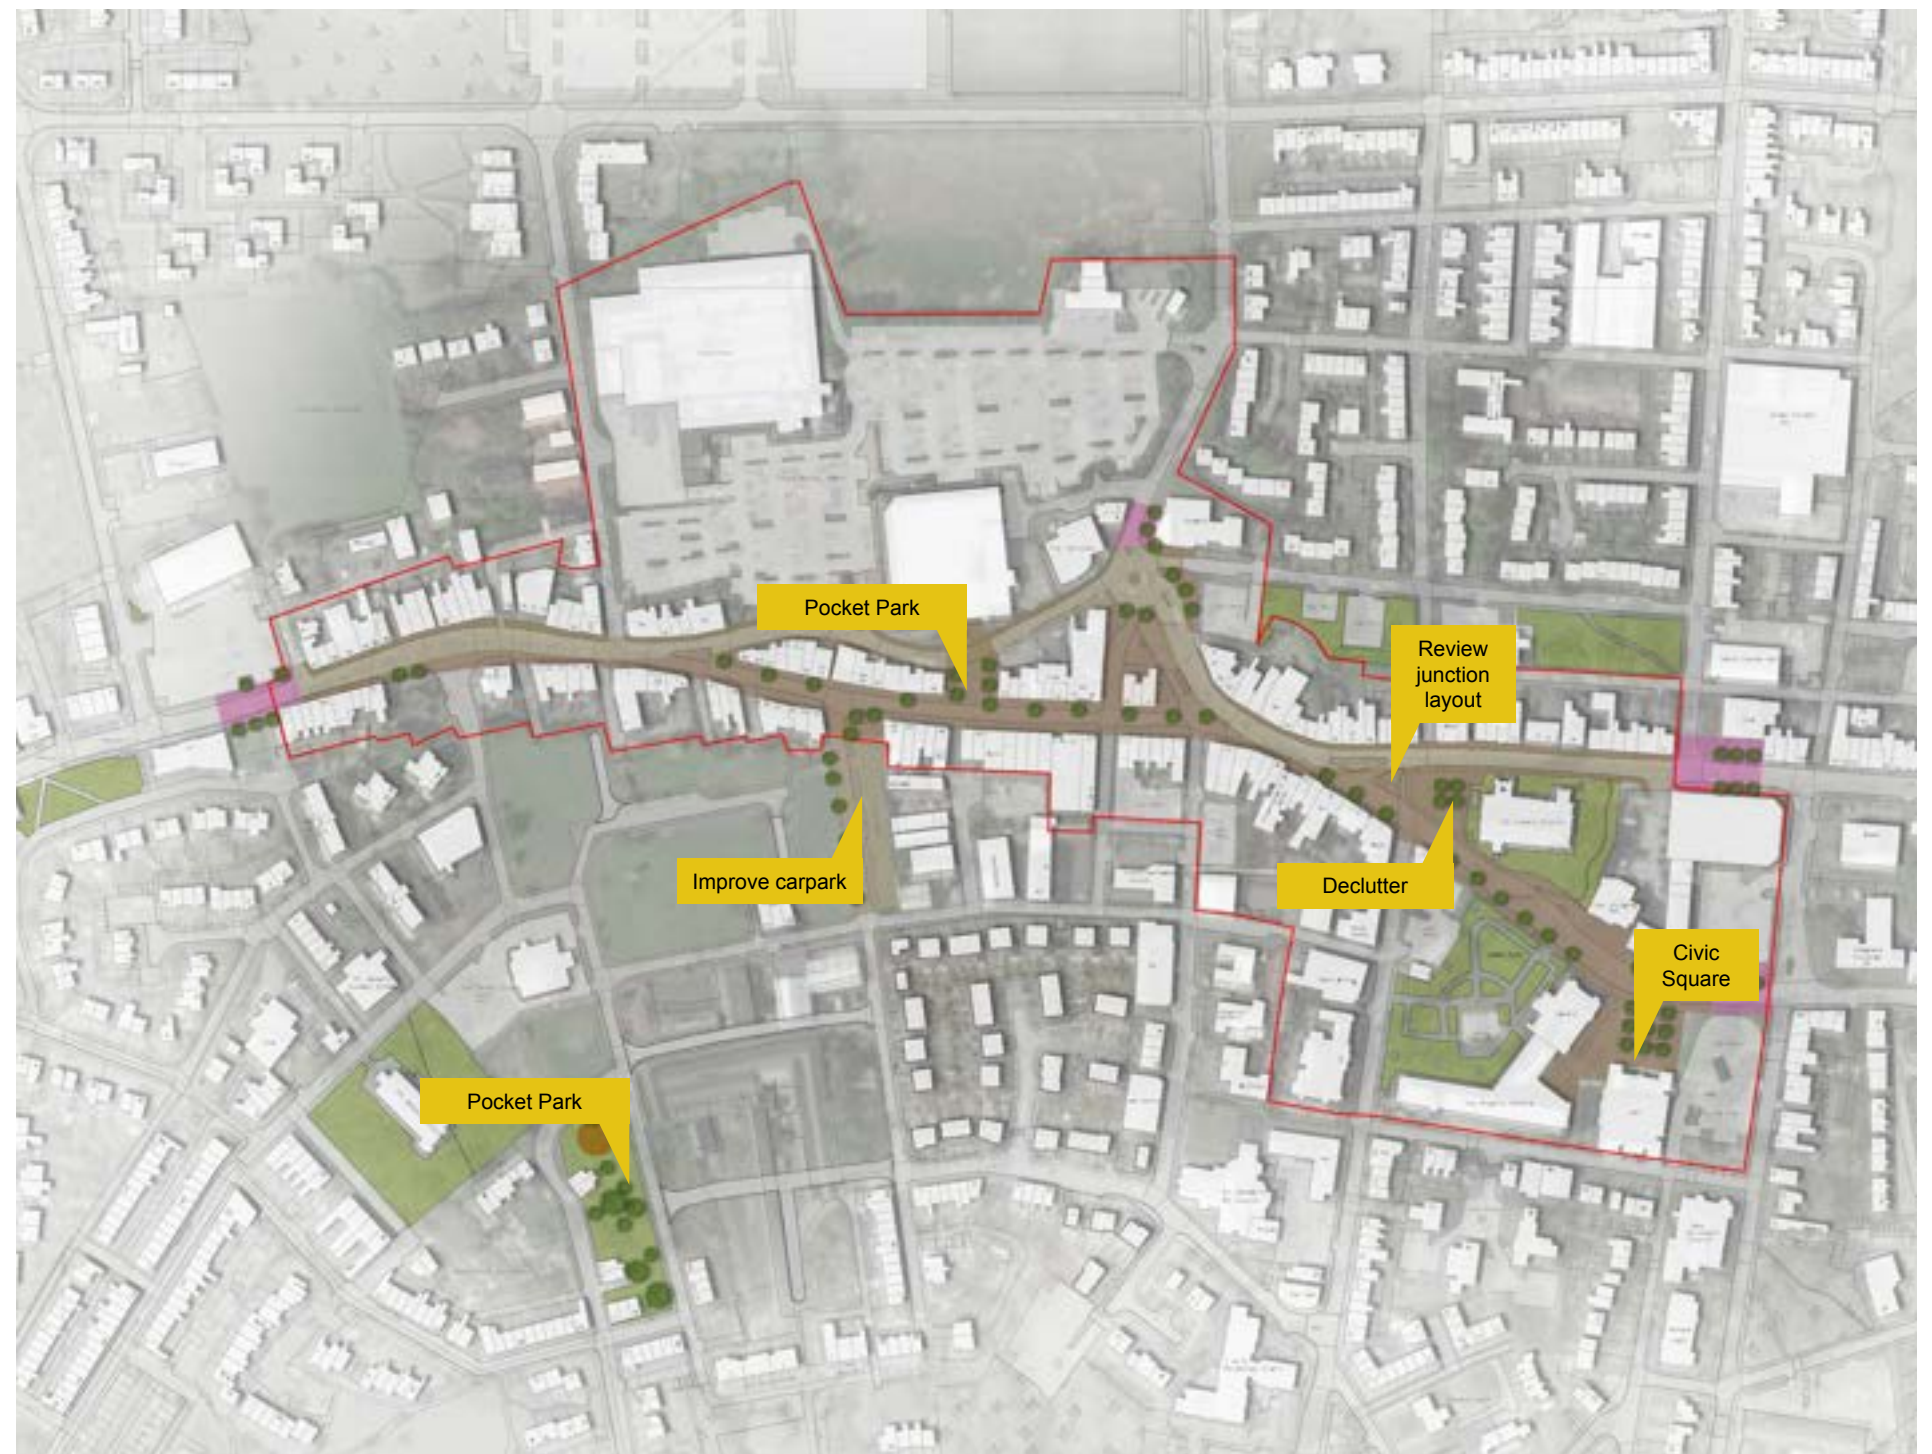 Pocket Park
Review
junction
layout
Improve carpark
Declutter
Civic
Square
Pocket Park